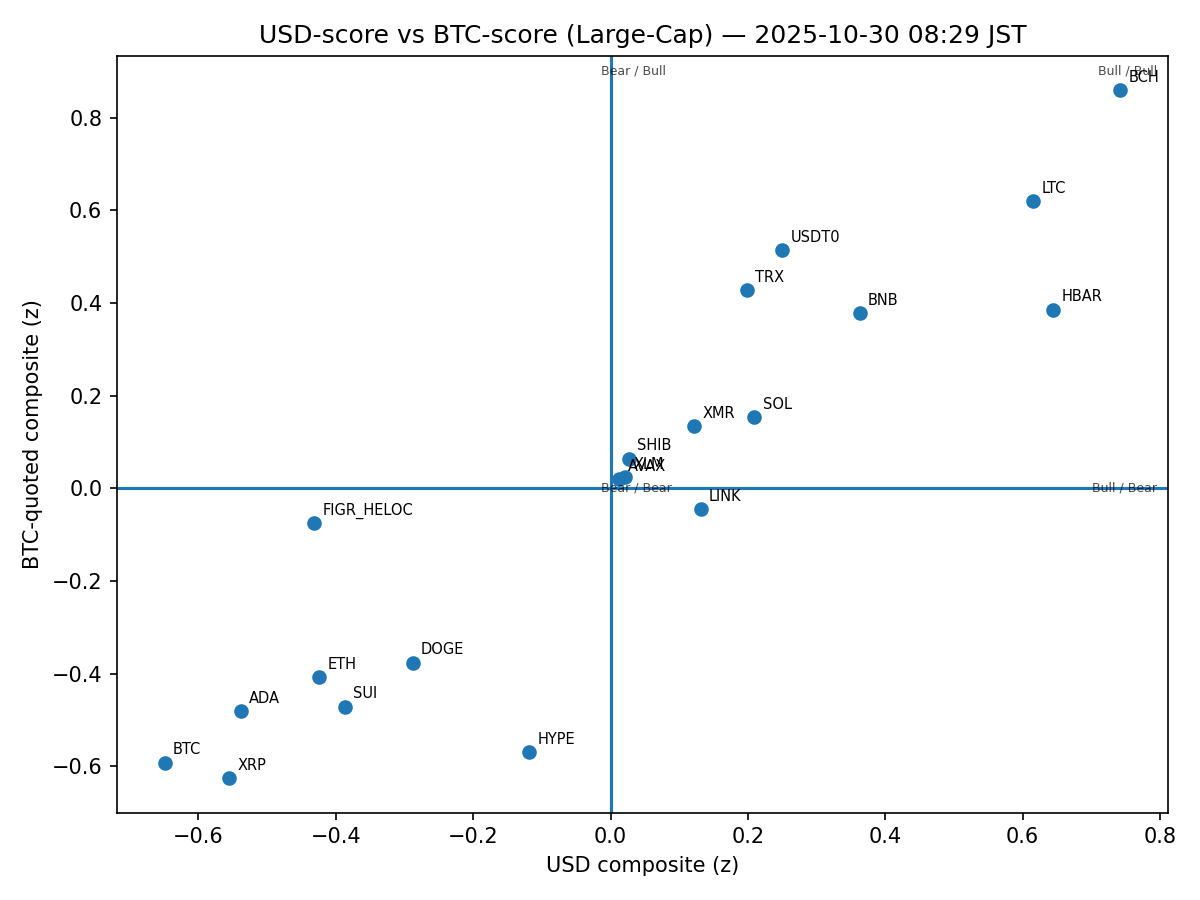 USD-score vs BTC-score (Large-Cap) — 2025-10-30 08:29 JST
Bear / Bull
Bull / Bull
BCH
0.8
LTC
0.6
USDT0
TRX
HBAR
BNB
0.4
SOL
XMR
0.2
SHIB
XLM
AVAX
0.0
Bear / Bear
Bull / Bear
LINK
FIGR_HELOC
−0.2
DOGE
ETH
−0.4
SUI
ADA
HYPE
BTC
−0.6
XRP
BTC-quoted composite (z)
−0.6
−0.4
−0.2
0.0
0.2
0.4
0.6
0.8
USD composite (z)